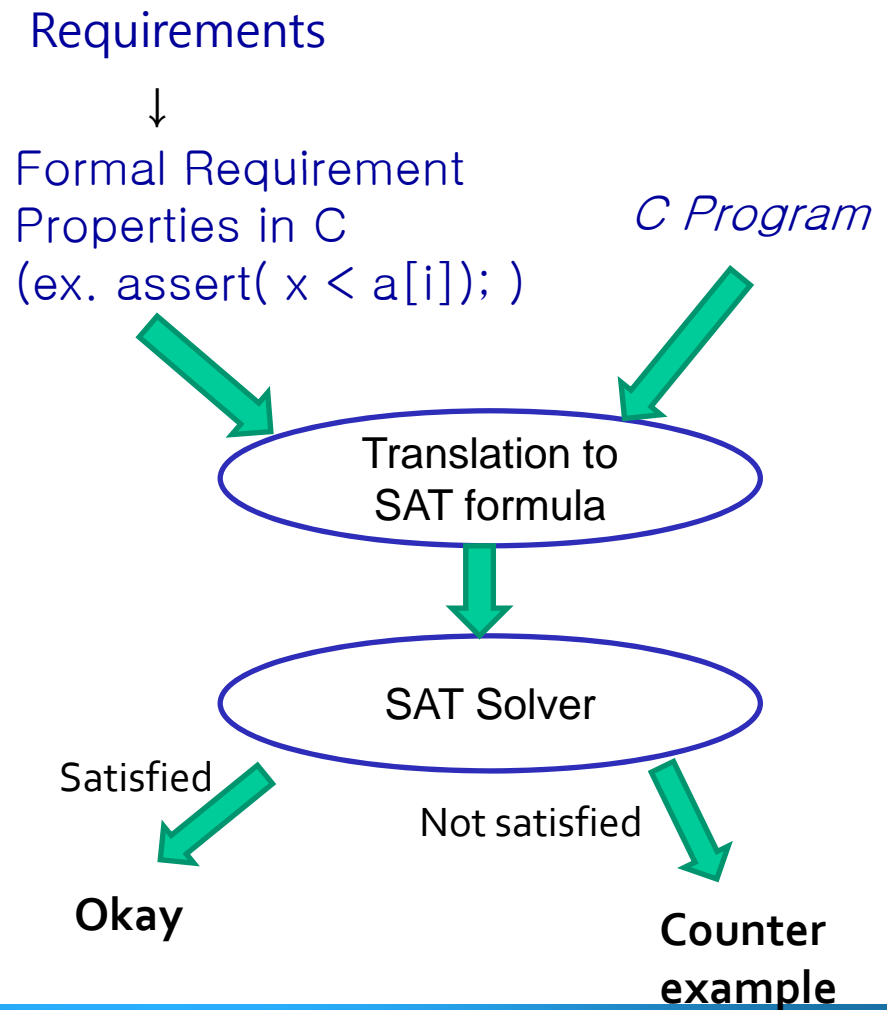 Requirements
↓
Formal Requirement
Properties in C
(ex. assert( x < a[i]); )
C Program
Translation to
SAT formula
SAT Solver
Satisfied
Not satisfied
Okay
Counter
example